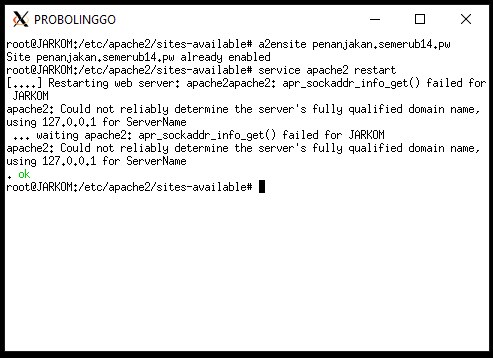 PROBOLINGGO
root@JARKOM:/etc/apache2/sites-available# a2ensite penanjakan.semerub14.pw
Site penanjakan.semerub14.pw already enabled
root@JARKOM:/etc/apache2/sites-available# service apache2 restart
[....] Restarting web server: apache2apache2: apr_sockaddr_info_get() failed for
 JARKOM
apache2: Could not reliably determine the server's fully qualified domain name,
using 127.0.0.1 for ServerName
 ... waiting apache2: apr_sockaddr_info_get() failed for JARKOM
apache2: Could not reliably determine the server's fully qualified domain name,
using 127.0.0.1 for ServerName
. ok
root@JARKOM:/etc/apache2/sites-available#